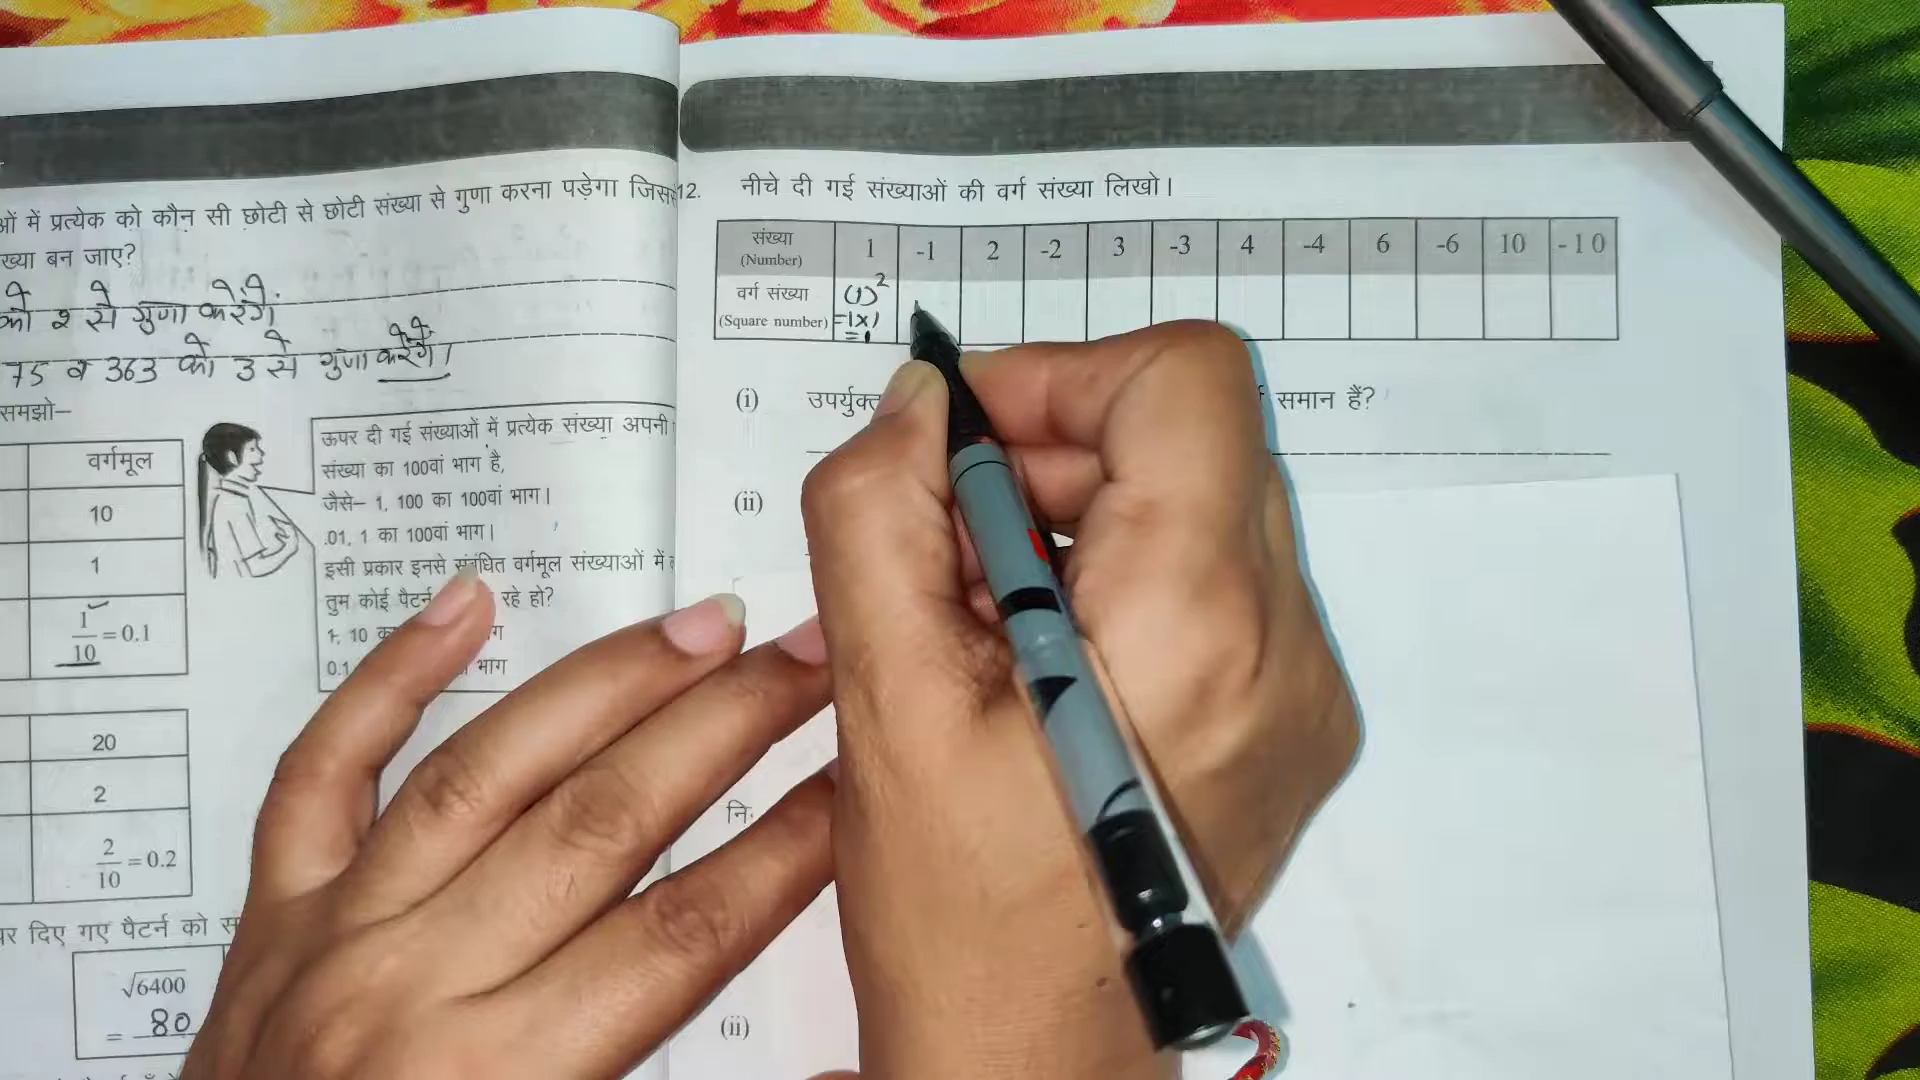 ओं में प्रत्येक को कौन सी छोटी से छोटी संख्या से गुणा करना पड़ेगा जिससे
ख्या बन जाए?
को 2 से गुणा करेंगे
75 व 363 को 3 से गुणा करेंगे।
समझो–
वर्गमूल
10
1
1/10 = 0.1
ऊपर दी गई संख्याओं में प्रत्येक संख्या अपनी
संख्या का 100वां भाग है,
जैसे– 1, 100 का 100वां भाग।
.01, 1 का 100वां भाग।
इसी प्रकार इनसे संबंधित वर्गमूल संख्याओं में
तुम कोई पैटर्न रहे हो?
1, 10
0.1 भाग
20
2
2/10 = 0.2
पर दिए गए पैटर्न को
√6400
= 80
12. नीचे दी गई संख्याओं की वर्ग संख्या लिखो।
संख्या (Number) 1 -1 2 -2 3 -3 4 -4 6 -6 10 -10
वर्ग संख्या (Square number) (1)² =1x1 =1
(i) उपर्युक्त समान हैं?
(ii)
नि
(ii)